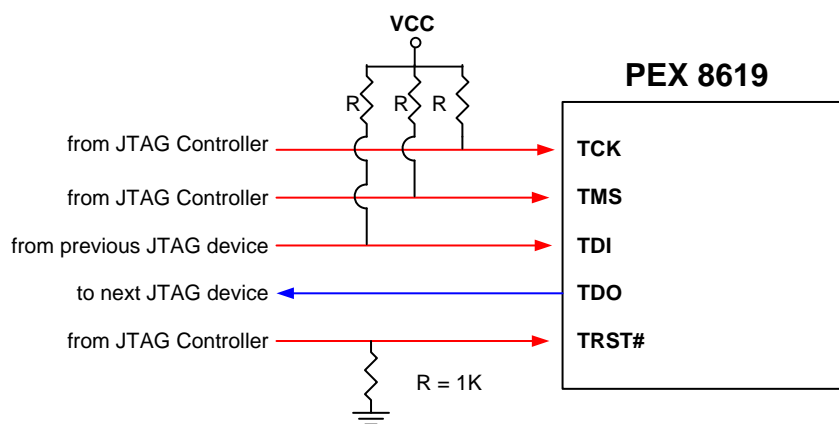 VCC
PEX 8619
R
R
R
from JTAG Controller
TCK
from JTAG Controller
TMS
from previous JTAG device
TDI
to next JTAG device
TDO
from JTAG Controller
TRST#
R = 1K